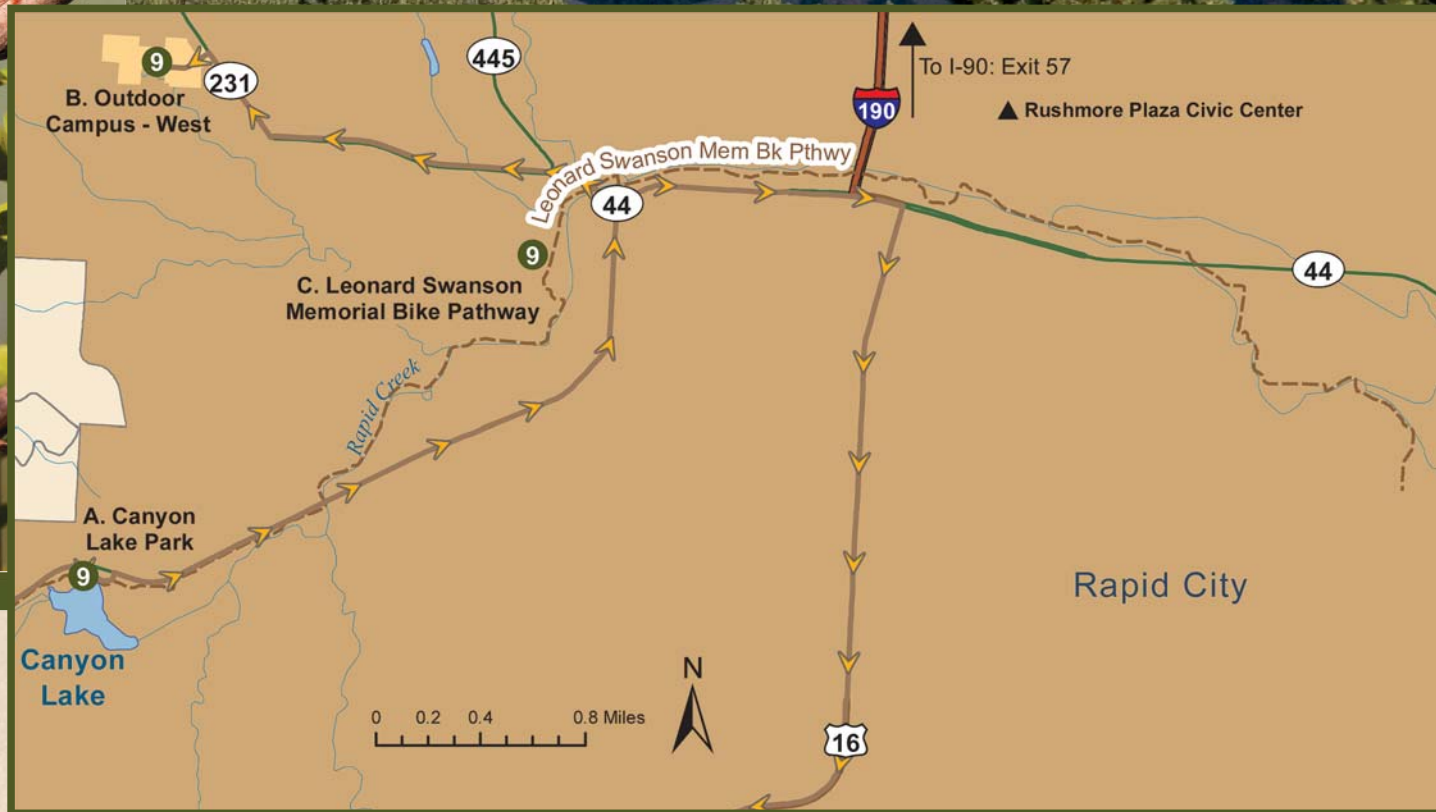 9
B. Outdoor
Campus - West
231
445
190
To I-90: Exit 57
Rushmore Plaza Civic Center
Leonard Swanson Mem Bk Pthwy
44
9
C. Leonard Swanson
Memorial Bike Pathway
44
Rapid Creek
A. Canyon
Lake Park
9
Canyon
Lake
Rapid City
N
0 0.2 0.4 0.8 Miles
16